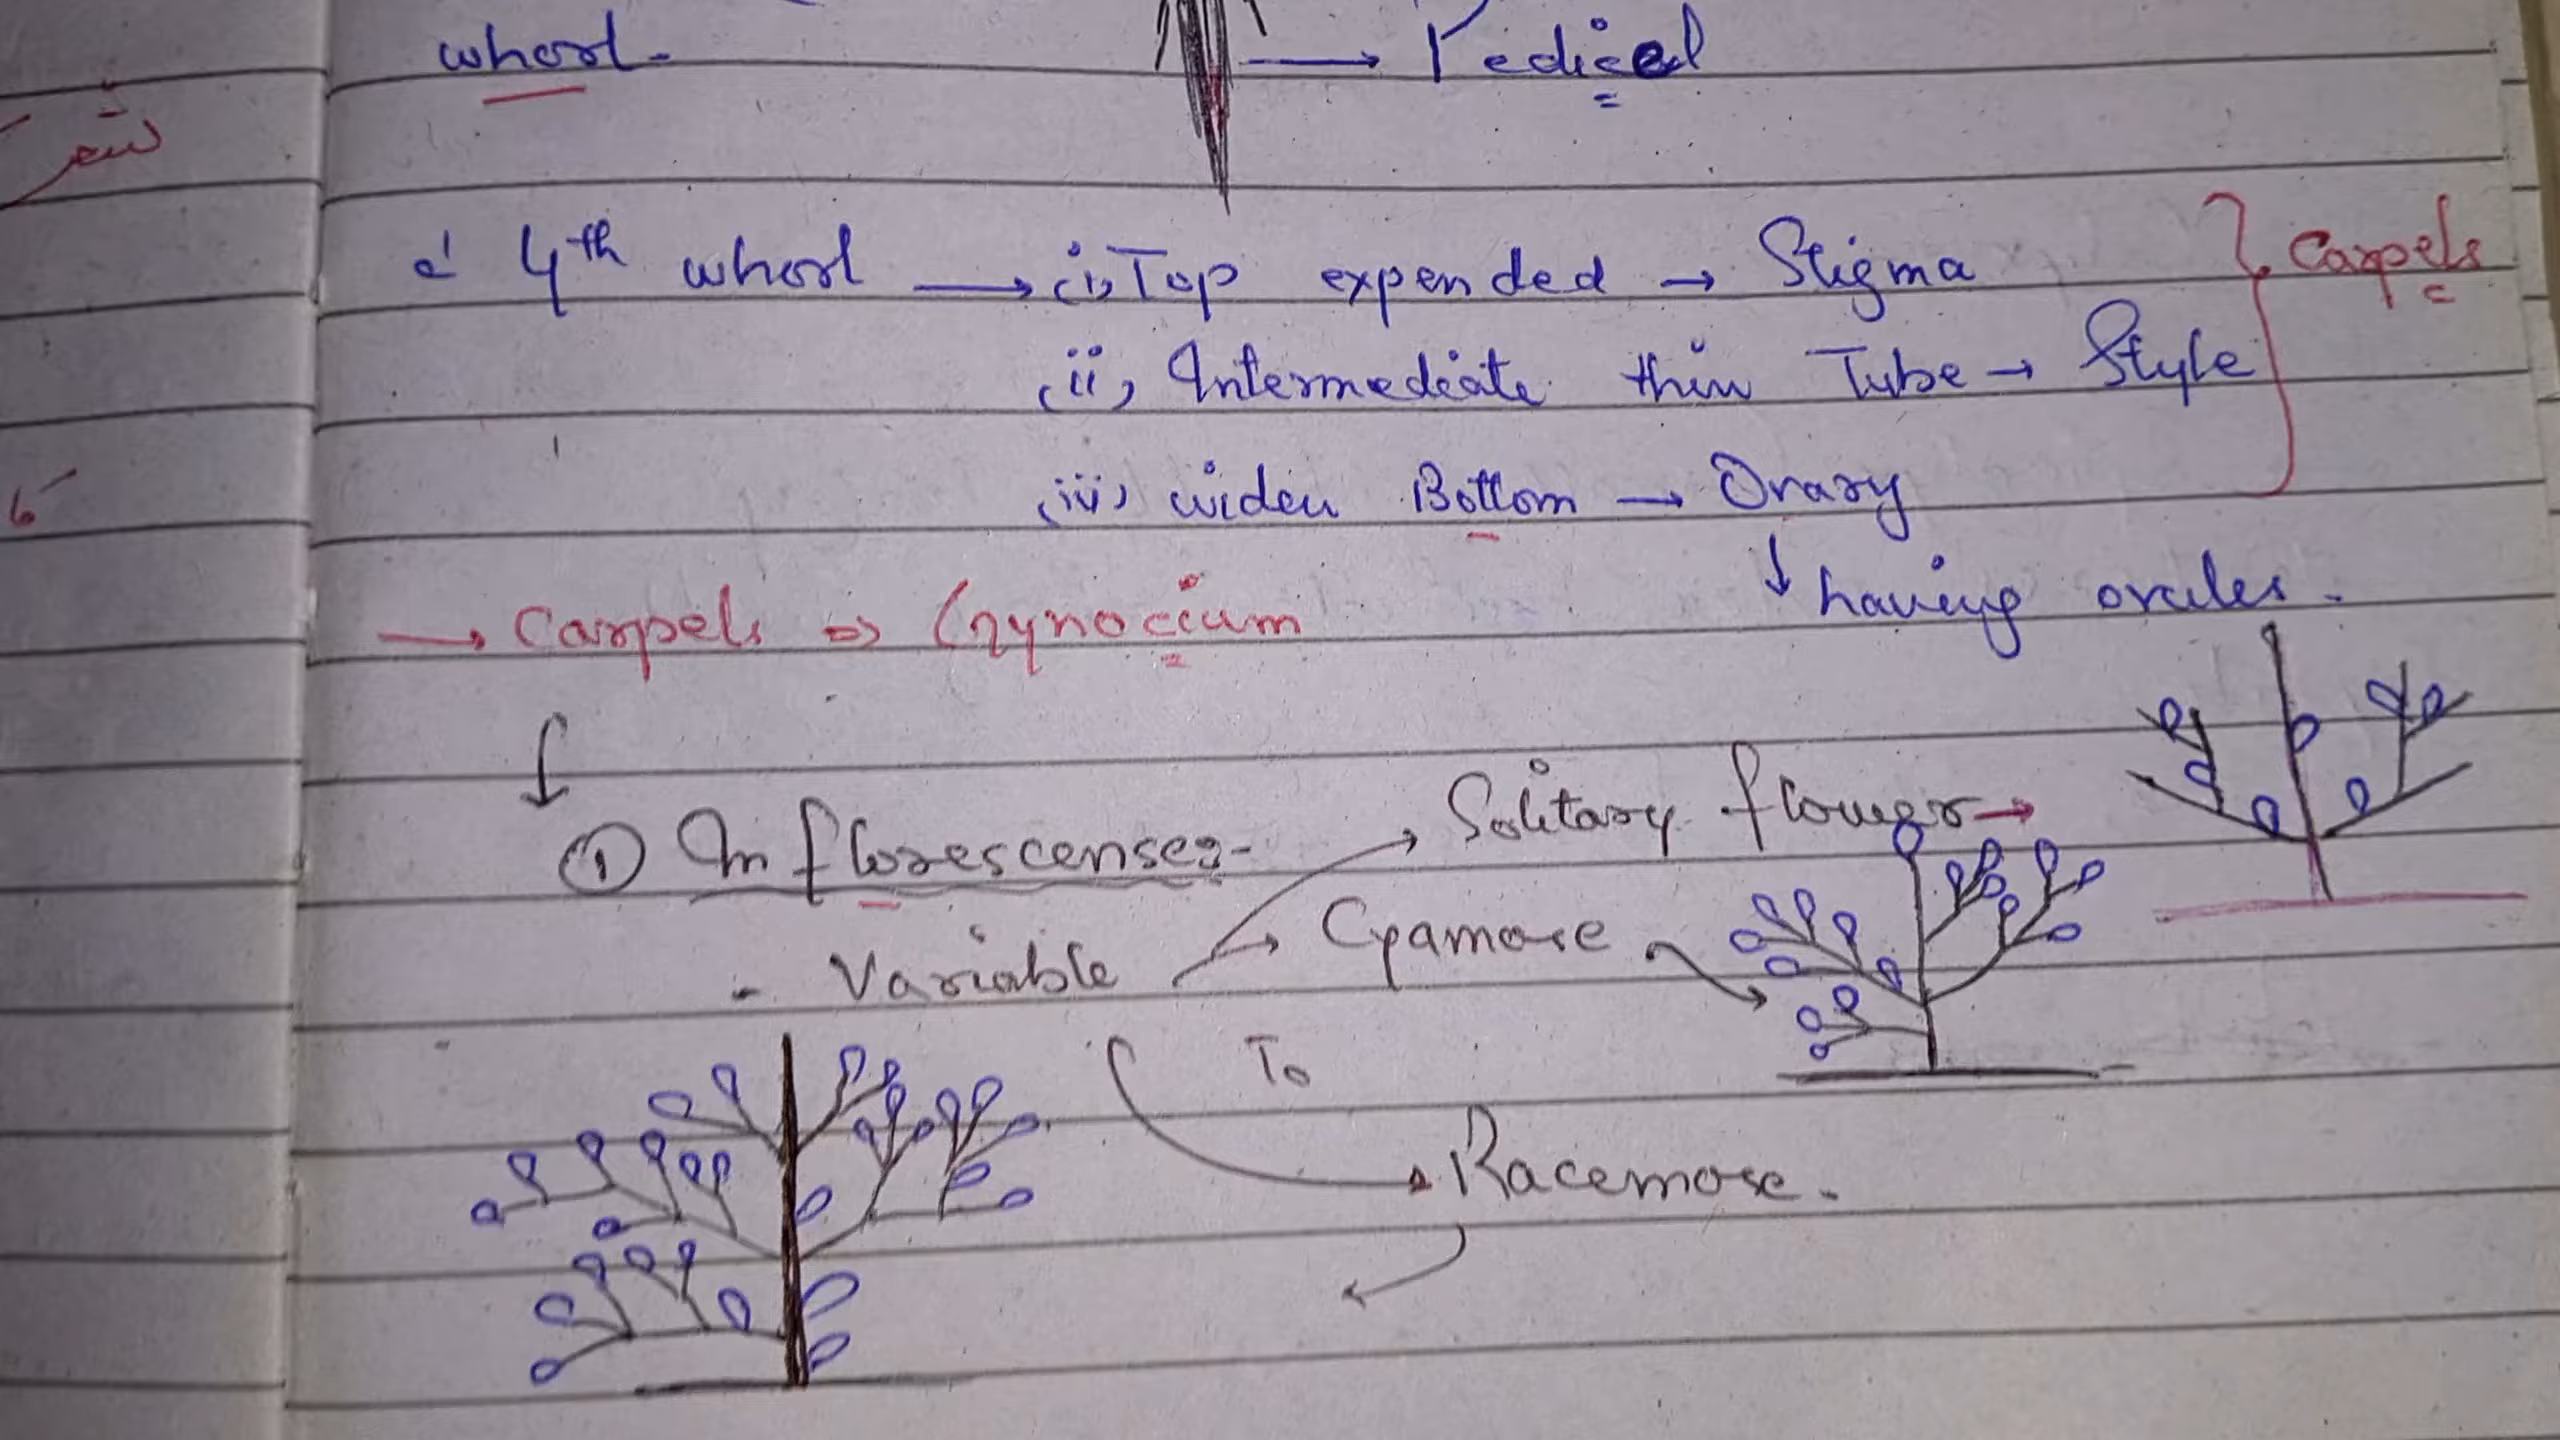 whorl.
→ Pedicel
4th whorl → (i) Top expended → Stigma
Carpels
(ii) Intermediate thin Tube → Style
(iii) widen Bottom → Ovary
↓ having ovules.
→ Carpels ⇒ Gynocium
① Inflorescenses-
Solitary flower →
- Variable
→ Cyamose
To
Racemose.